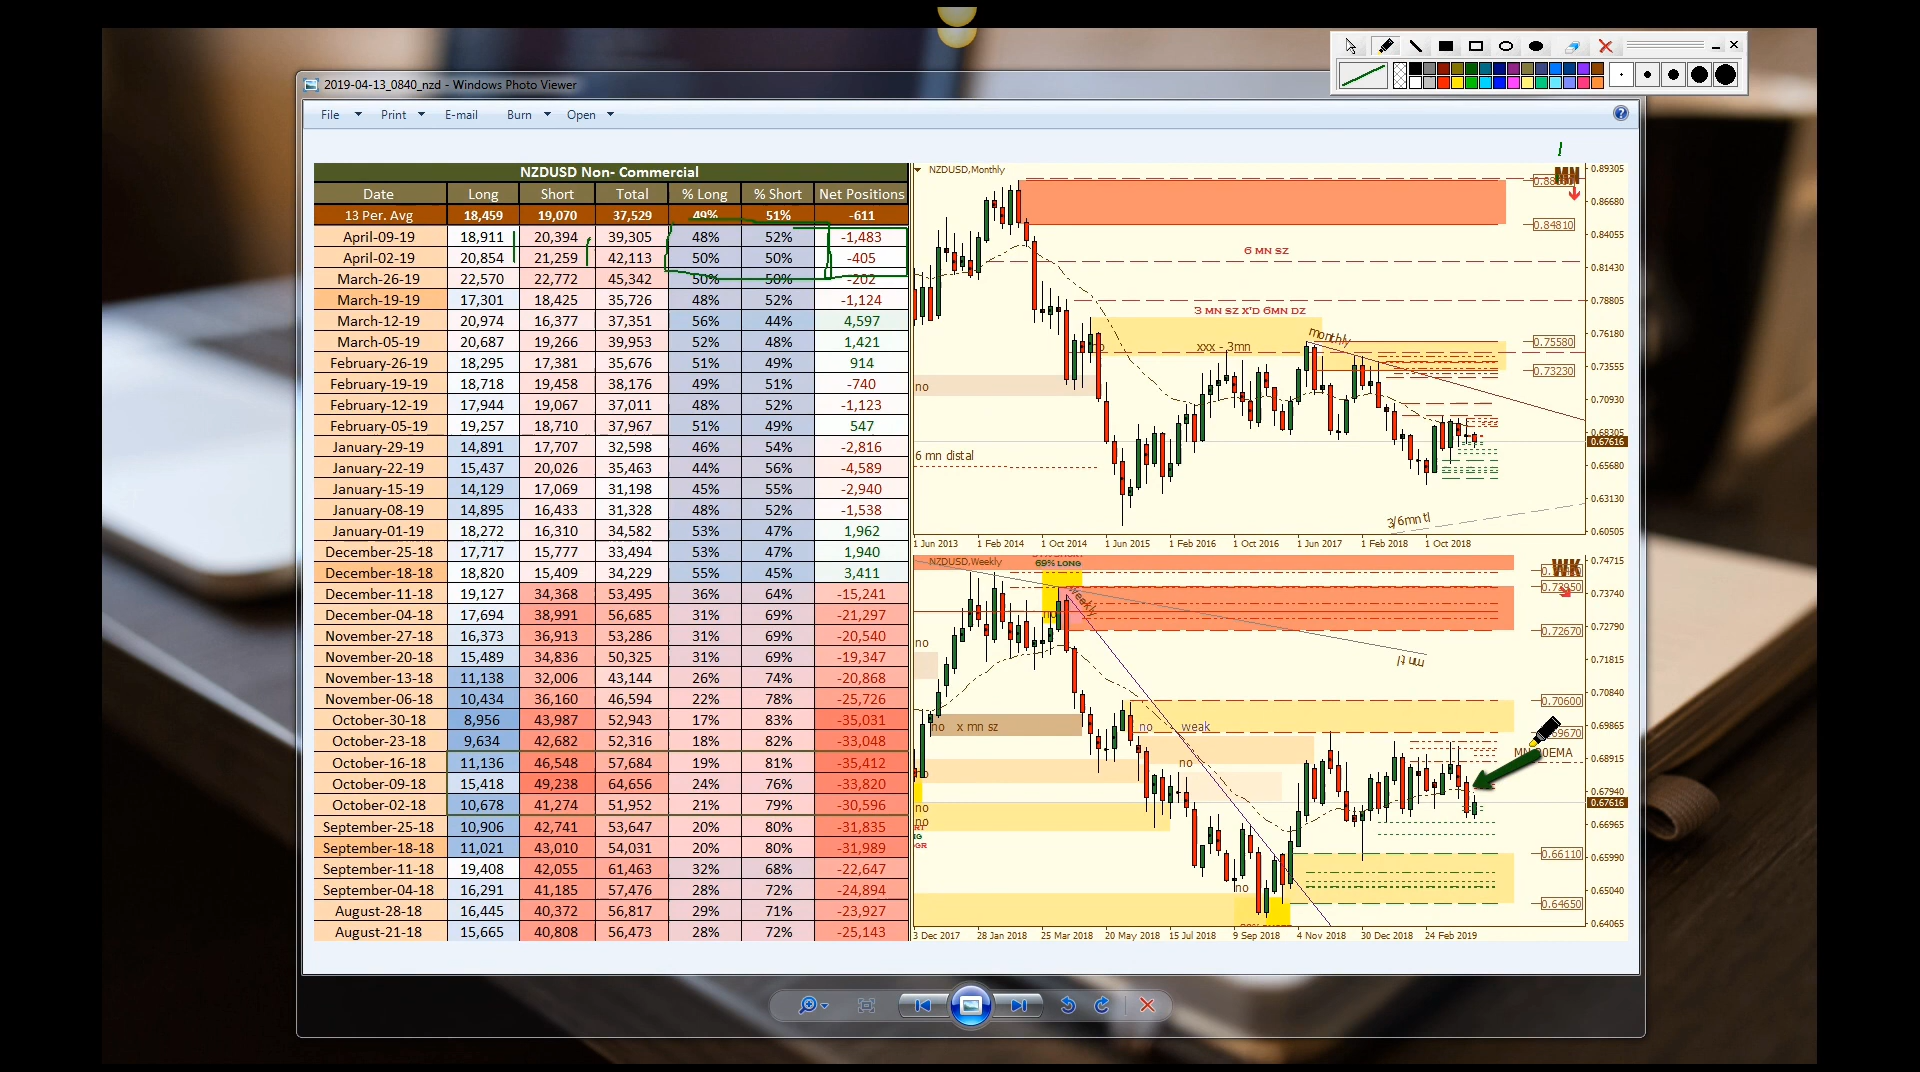 2019-04-13_0840_nzd - Windows Photo Viewer
File Print E-mail Burn Open
NZDUSD Non- Commercial
Date Long Short Total % Long % Short Net Positions
13 Per. Avg 18,459 19,070 37,529 49% 51% -611
April-09-19 18,911 20,394 39,305 48% 52% -1,483
April-02-19 20,854 21,259 42,113 50% 50% -405
March-26-19 22,570 22,772 45,342 50% 50% -202
March-19-19 17,301 18,425 35,726 48% 52% -1,124
March-12-19 20,974 16,377 37,351 56% 44% 4,597
March-05-19 20,687 19,266 39,953 52% 48% 1,421
February-26-19 18,295 17,381 35,676 51% 49% 914
February-19-19 18,718 19,458 38,176 49% 51% -740
February-12-19 17,944 19,067 37,011 48% 52% -1,123
February-05-19 19,257 18,710 37,967 51% 49% 547
January-29-19 14,891 17,707 32,598 46% 54% -2,816
January-22-19 15,437 20,026 35,463 44% 56% -4,589
January-15-19 14,129 17,069 31,198 45% 55% -2,940
January-08-19 14,895 16,433 31,328 48% 52% -1,538
January-01-19 18,272 16,310 34,582 53% 47% 1,962
December-25-18 17,717 15,777 33,494 53% 47% 1,940
December-18-18 18,820 15,409 34,229 55% 45% 3,411
December-11-18 19,127 34,368 53,495 36% 64% -15,241
December-04-18 17,694 38,991 56,685 31% 69% -21,297
November-27-18 16,373 36,913 53,286 31% 69% -20,540
November-20-18 15,489 34,836 50,325 31% 69% -19,347
November-13-18 11,138 32,006 43,144 26% 74% -20,868
November-06-18 10,434 36,160 46,594 22% 78% -25,726
October-30-18 8,956 43,987 52,943 17% 83% -35,031
October-23-18 9,634 42,682 52,316 18% 82% -33,048
October-16-18 11,136 46,548 57,684 19% 81% -35,412
October-09-18 15,418 49,238 64,656 24% 76% -33,820
October-02-18 10,678 41,274 51,952 21% 79% -30,596
September-25-18 10,906 42,741 53,647 20% 80% -31,835
September-18-18 11,021 43,010 54,031 20% 80% -31,989
September-11-18 19,408 42,055 61,463 32% 68% -22,647
September-04-18 16,291 41,185 57,476 28% 72% -24,894
August-28-18 16,445 40,372 56,817 29% 71% -23,927
August-21-18 15,665 40,808 56,473 28% 72% -25,143
NZDUSD,Monthly
MN
0.89305
0.86680
0.84810
0.84055
6 MN SZ
0.81430
0.78805
3 MN SZ X'D 6MN DZ
0.76180
monthly
0.75580
xxx - 3mn
0.73555
0.73230
no
0.70930
0.68305
0.67616
6 mn distal
0.65680
0.63130
3/6mn tl
0.60505
1 Jun 2013 1 Feb 2014 1 Oct 2014 1 Jun 2015 1 Feb 2016 1 Oct 2016 1 Jun 2017 1 Feb 2018 1 Oct 2018
NZDUSD,Weekly
69% LONG
WK
0.74715
0.73950
0.73740
weekly
no
0.72790
0.72670
no
mn tl
0.71815
0.70840
0.70600
no x mn sz
no weak
0.69865
no
0.68915
0.67940
0.67616
no
no
0.66965
0.66110
0.65990
no
0.65040
0.64650
0.64065
3 Dec 2017 28 Jan 2018 25 Mar 2018 20 May 2018 15 Jul 2018 9 Sep 2018 4 Nov 2018 30 Dec 2018 24 Feb 2019